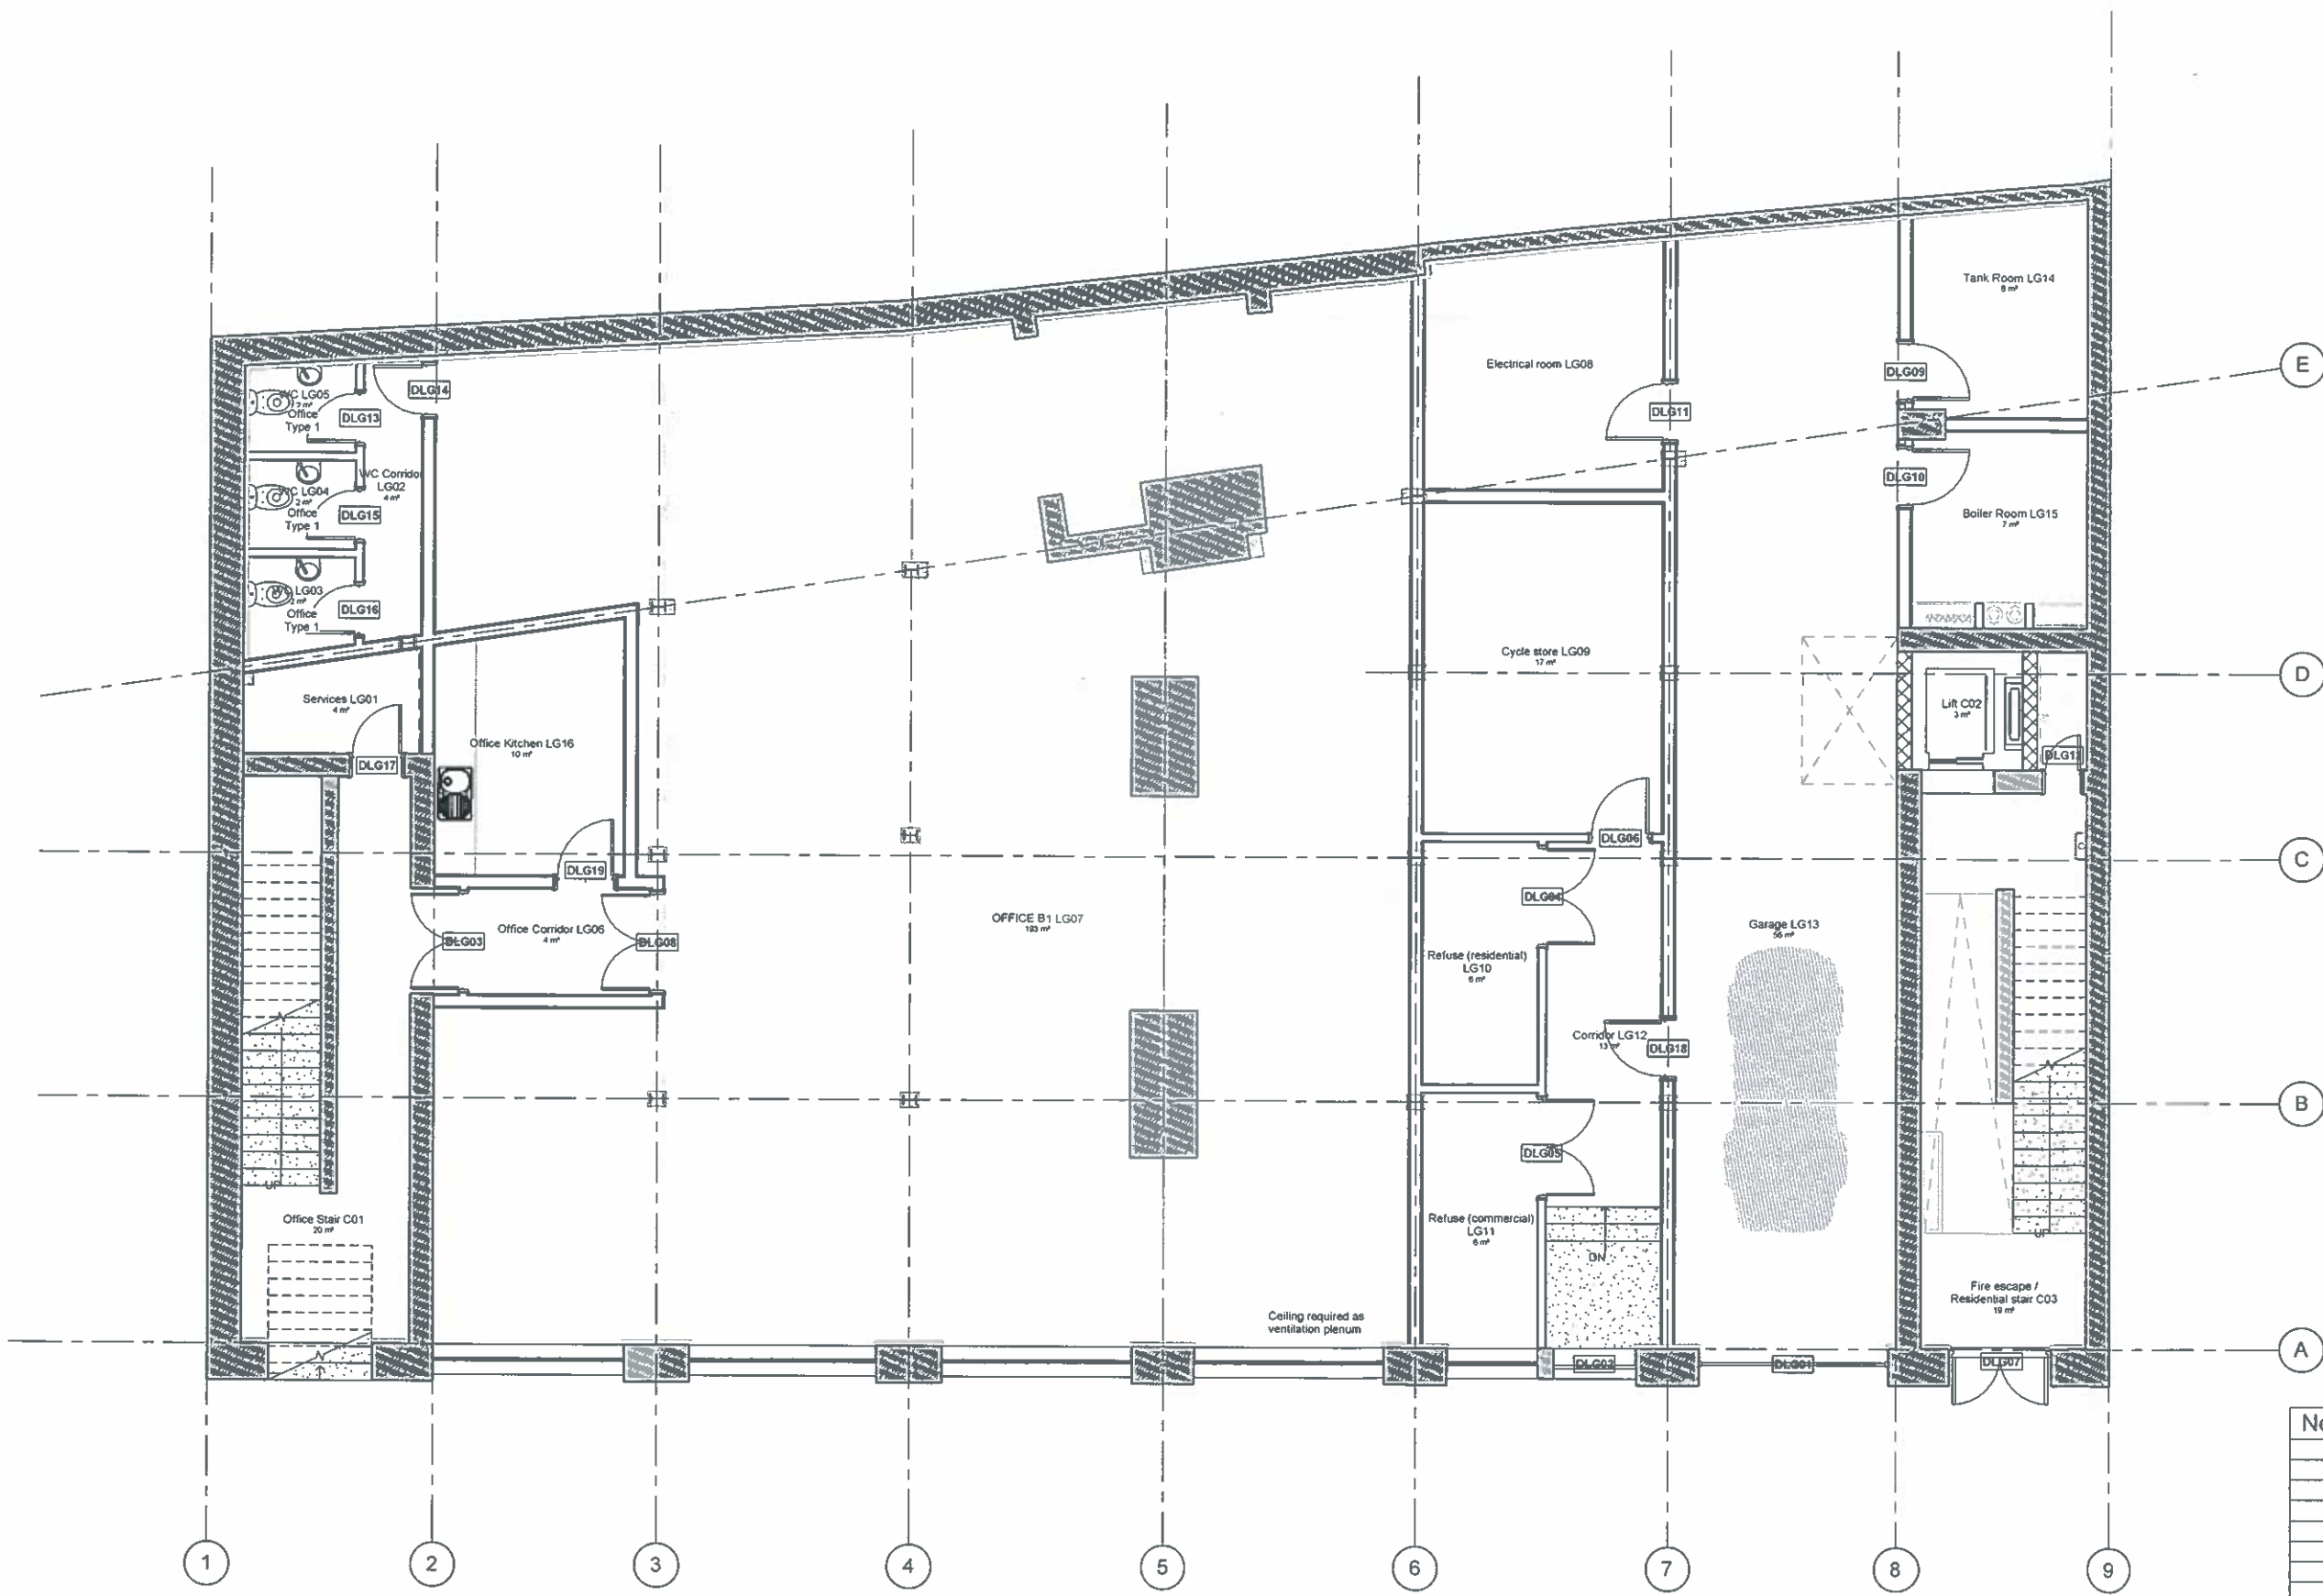 Tank Room LG14
8 m²
Electrical room LG08
E
DLG09
DLG11
DLG14
WC LG05
2 m²
Office
Type 1
DLG13
WC Corridor
LG02
4 m²
DLG10
WC LG04
2 m²
Office
Type 1
DLG15
Boiler Room LG15
7 m²
LG03
2 m²
Office
Type 1
DLG16
Cycle store LG09
17 m²
D
Services LG01
4 m²
Lift C02
3 m²
Office Kitchen LG16
10 m²
DLG17
DLG06
C
DLG19
DLG04
OFFICE B1 LG07
193 m²
Garage LG13
56 m²
Office Corridor LG06
4 m²
DLG03
DLG08
Refuse (residential)
LG10
6 m²
Corridor LG12
13 m²
DLG18
B
DLG05
UP
Office Stair C01
20 m²
Refuse (commercial)
LG11
6 m²
DN
UP
Fire escape /
Residential stair C03
19 m²
Ceiling required as
ventilation plenum
A
DLG02
DLG01
DLG07
1
2
3
4
5
6
7
8
9